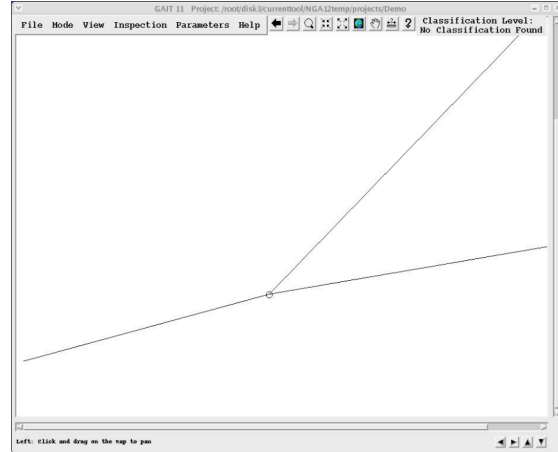 GAIT 11 Project: /root/disk1/currenttool/NGA12temp/projects/Demo
File Mode View Inspection Parameters Help
Classification Level:
No Classification Found
Left: Click and drag on the map to pan